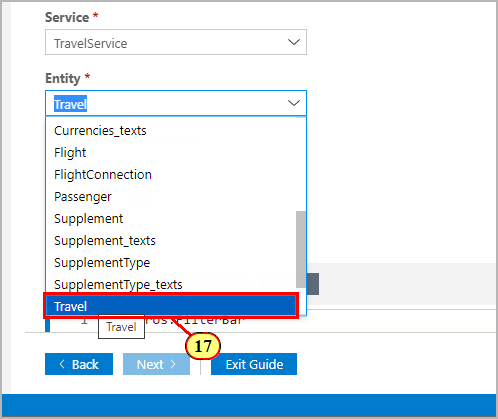 Service *
TravelService
Entity *
Travel
Currencies_texts
Flight
FlightConnection
Passenger
Supplement
Supplement_texts
SupplementType
SupplementType_texts
Travel
1
FilterBar
Travel
17
< Back
Next >
Exit Guide